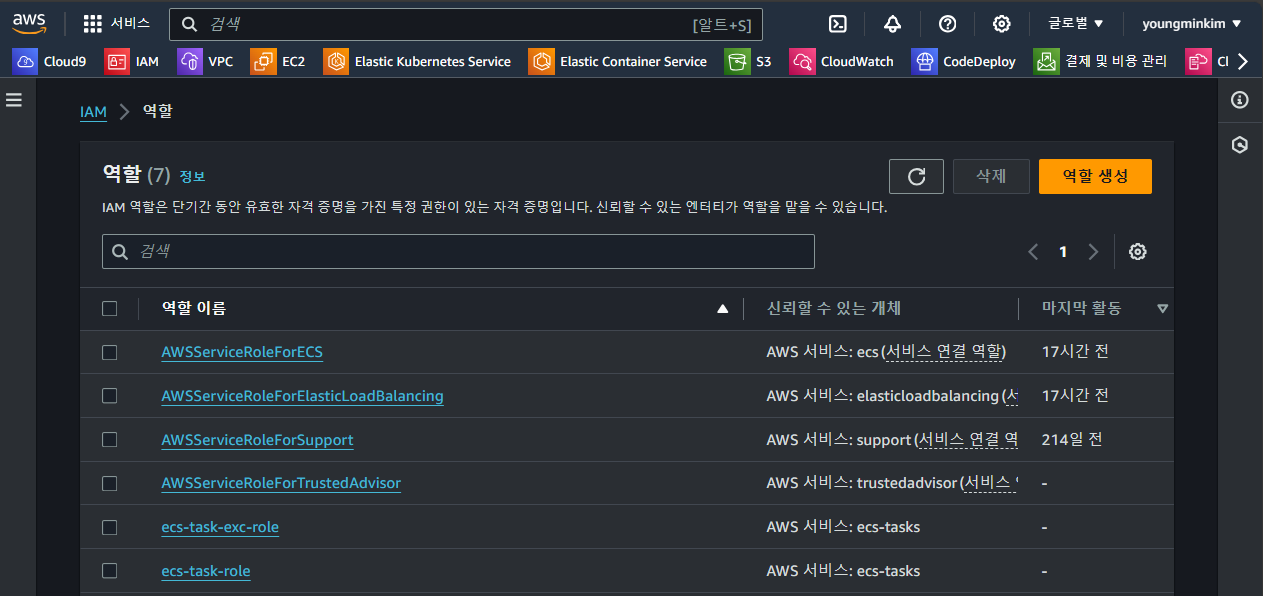 aws 서비스 검색 [알트+S] 글로벌 ▼ youngminkim ▼
Cloud9 IAM VPC EC2 Elastic Kubernetes Service Elastic Container Service S3 CloudWatch CodeDeploy 결제 및 비용 관리
IAM > 역할
역할 (7) 정보
삭제 역할 생성
IAM 역할은 단기간 동안 유효한 자격 증명을 가진 특정 권한이 있는 자격 증명입니다. 신뢰할 수 있는 엔터티가 역할을 맡을 수 있습니다.
검색 1
역할 이름 신뢰할 수 있는 개체 마지막 활동
AWSServiceRoleForECS AWS 서비스: ecs(서비스 연결 역할) 17시간 전
AWSServiceRoleForElasticLoadBalancing AWS 서비스: elasticloadbalancing(서 17시간 전
AWSServiceRoleForSupport AWS 서비스: support(서비스 연결 역 214일 전
AWSServiceRoleForTrustedAdvisor AWS 서비스: trustedadvisor(서비스 -
ecs-task-exc-role AWS 서비스: ecs-tasks -
ecs-task-role AWS 서비스: ecs-tasks -